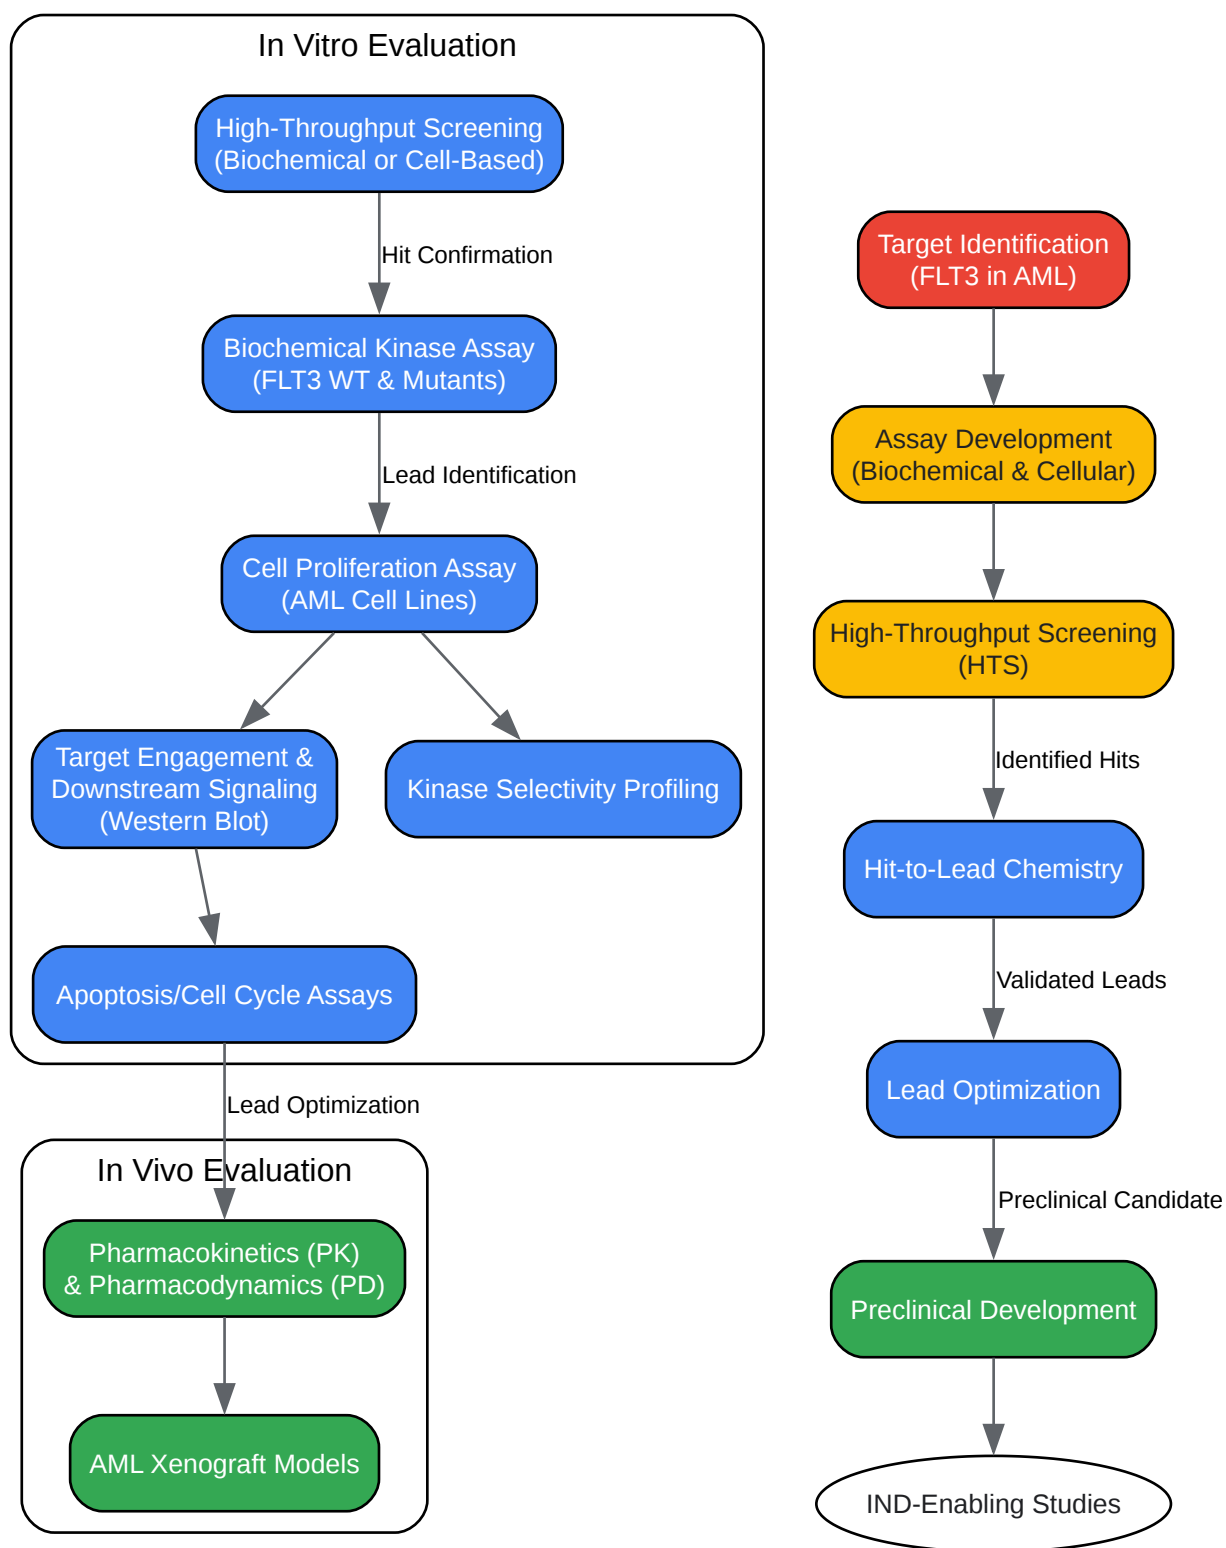 In Vitro Evaluation
High-Throughput Screening
(Biochemical or Cell-Based)
Hit Confirmation
Biochemical Kinase Assay
(FLT3 WT & Mutants)
Lead Identification
Cell Proliferation Assay
(AML Cell Lines)
Target Engagement &
Downstream Signaling
(Western Blot)
Kinase Selectivity Profiling
Apoptosis/Cell Cycle Assays
Lead Optimization
In Vivo Evaluation
Pharmacokinetics (PK)
& Pharmacodynamics (PD)
AML Xenograft Models
Target Identification
(FLT3 in AML)
Assay Development
(Biochemical & Cellular)
High-Throughput Screening
(HTS)
Identified Hits
Hit-to-Lead Chemistry
Validated Leads
Lead Optimization
Preclinical Candidate
Preclinical Development
IND-Enabling Studies